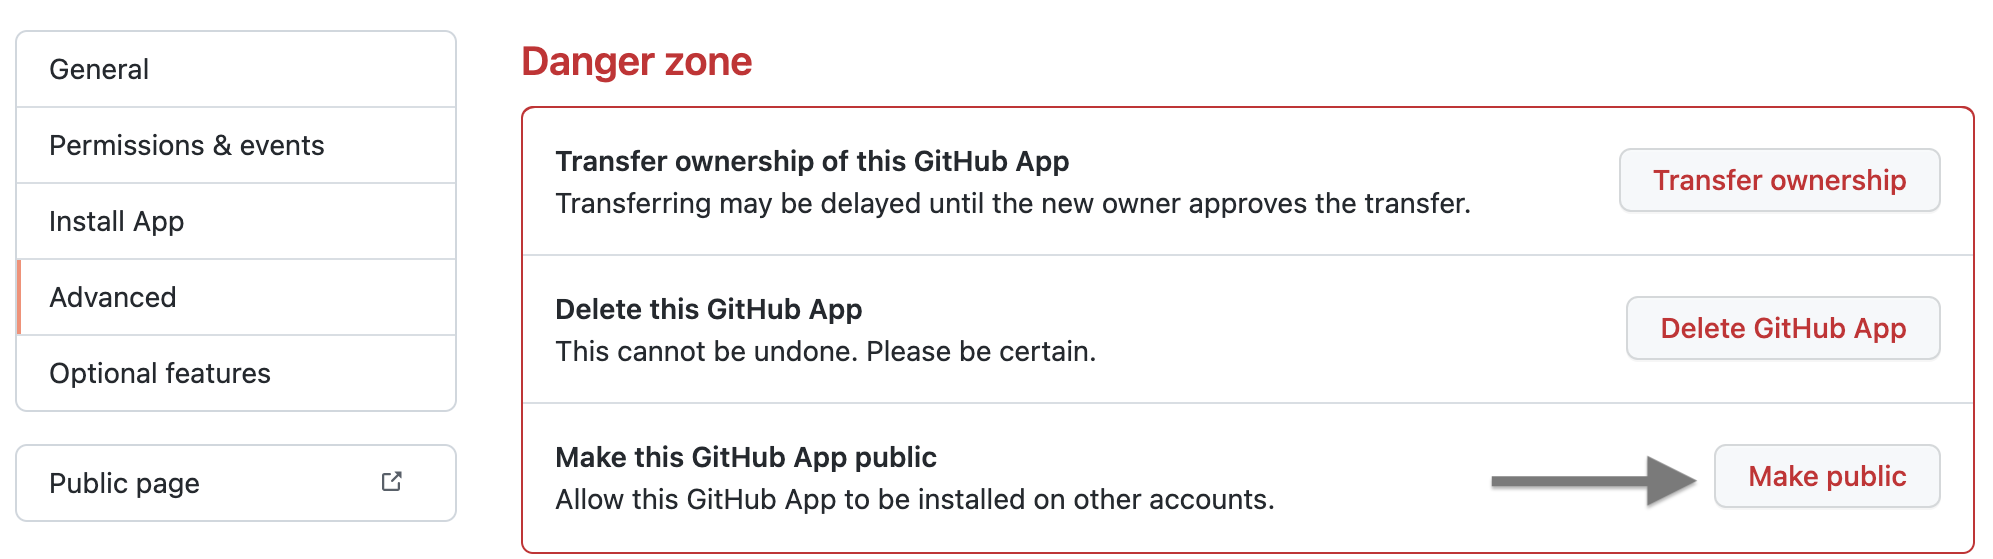 General
Permissions & events
Install App
Advanced
Optional features
Public page
Danger zone
Transfer ownership of this GitHub App
Transferring may be delayed until the new owner approves the transfer.
Transfer ownership
Delete this GitHub App
This cannot be undone. Please be certain.
Delete GitHub App
Make this GitHub App public
Allow this GitHub App to be installed on other accounts.
Make public